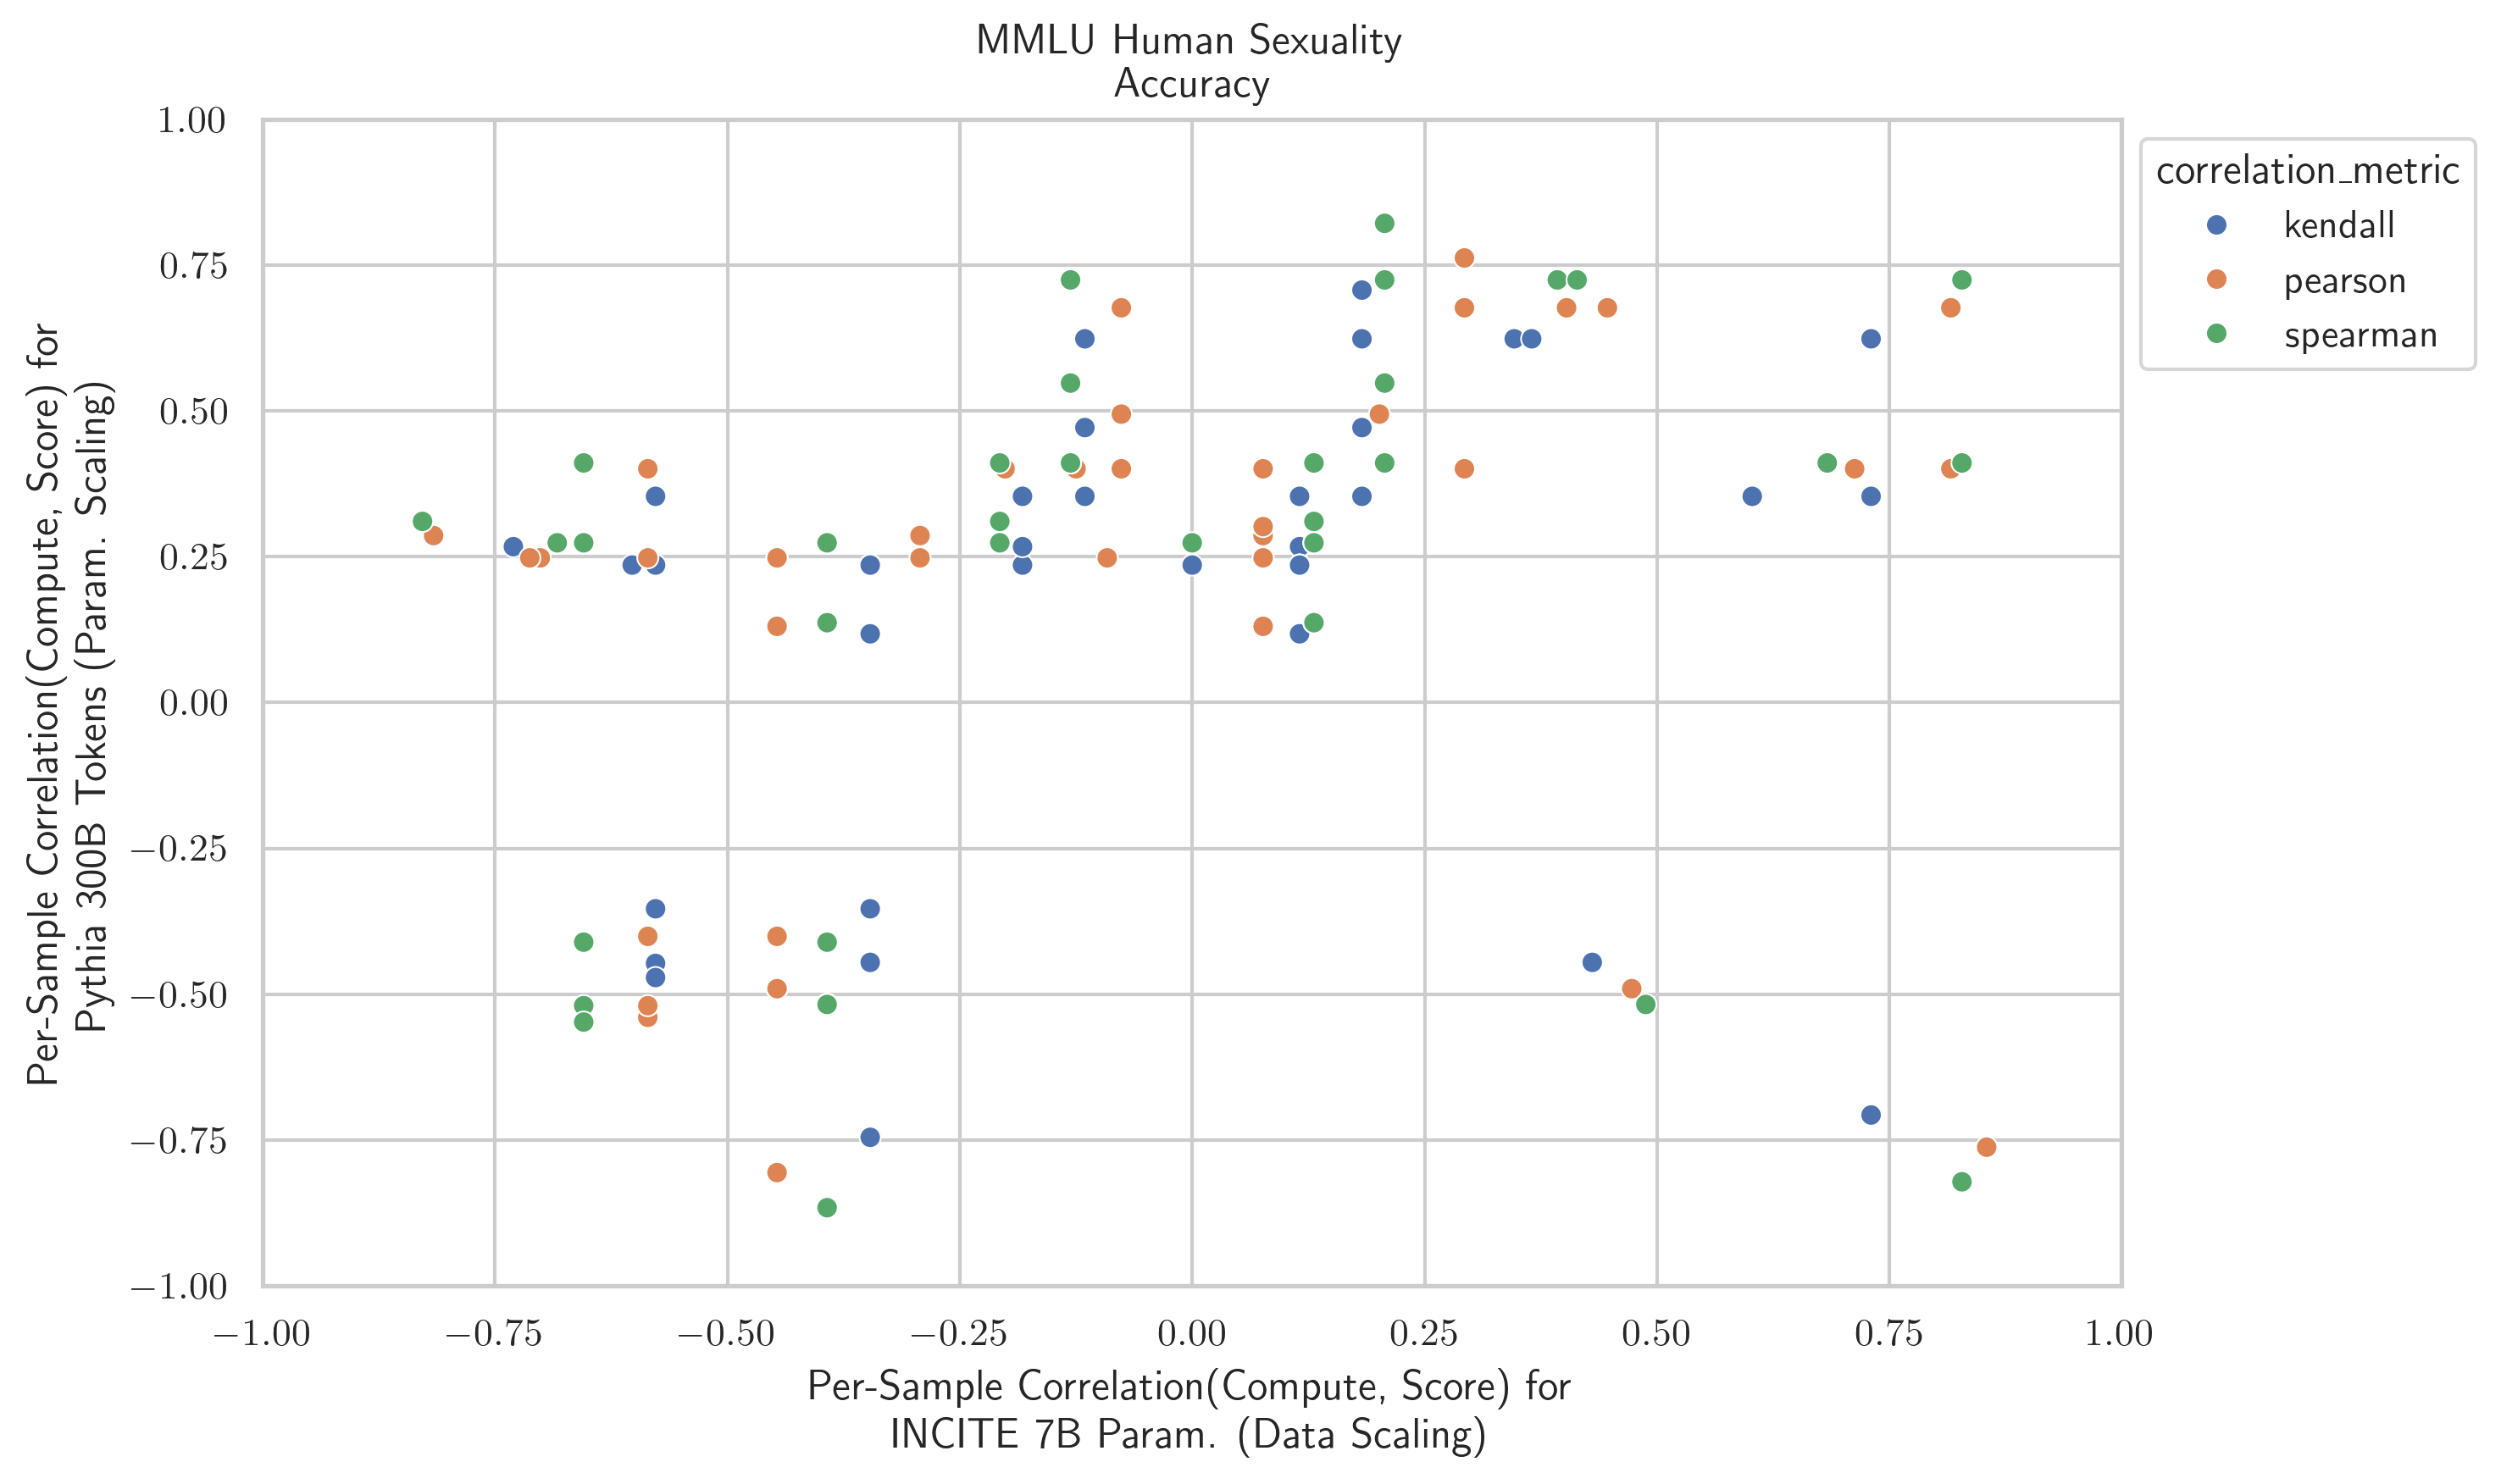 MMLU Human Sexuality
Accuracy
1.00
0.75
0.50
0.25
0.00
−0.25
−0.50
−0.75
−1.00
Per-Sample Correlation(Compute, Score) for
Pythia 300B Tokens (Param. Scaling)
−1.00
−0.75
−0.50
−0.25
0.00
0.25
0.50
0.75
1.00
Per-Sample Correlation(Compute, Score) for
INCITE 7B Param. (Data Scaling)
correlation_metric
kendall
pearson
spearman